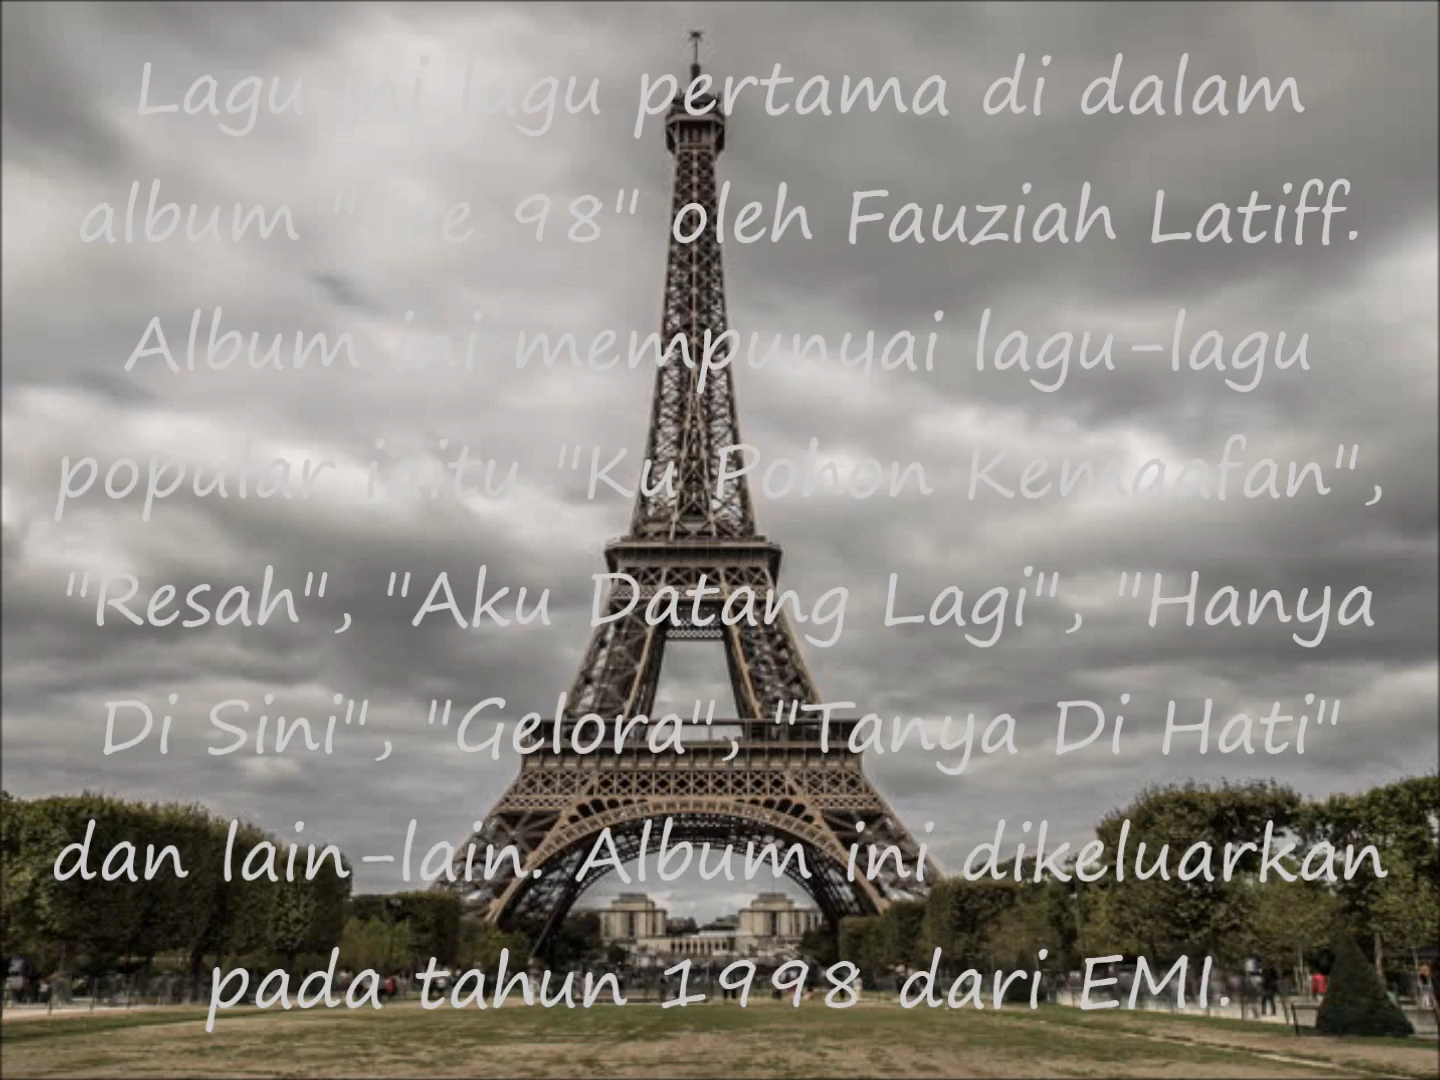 Lagu ini lagu pertama di dalam
album " 98" oleh Fauziah Latiff.
Album ini mempunyai lagu-lagu
popular iaitu "Ku Pohon Kemaafan",
"Resah", "Aku Datang Lagi", "Hanya
Di Sini", "Gelora", "Tanya Di Hati"
dan lain-lain. Album ini dikeluarkan
pada tahun 1998 dari EMI.